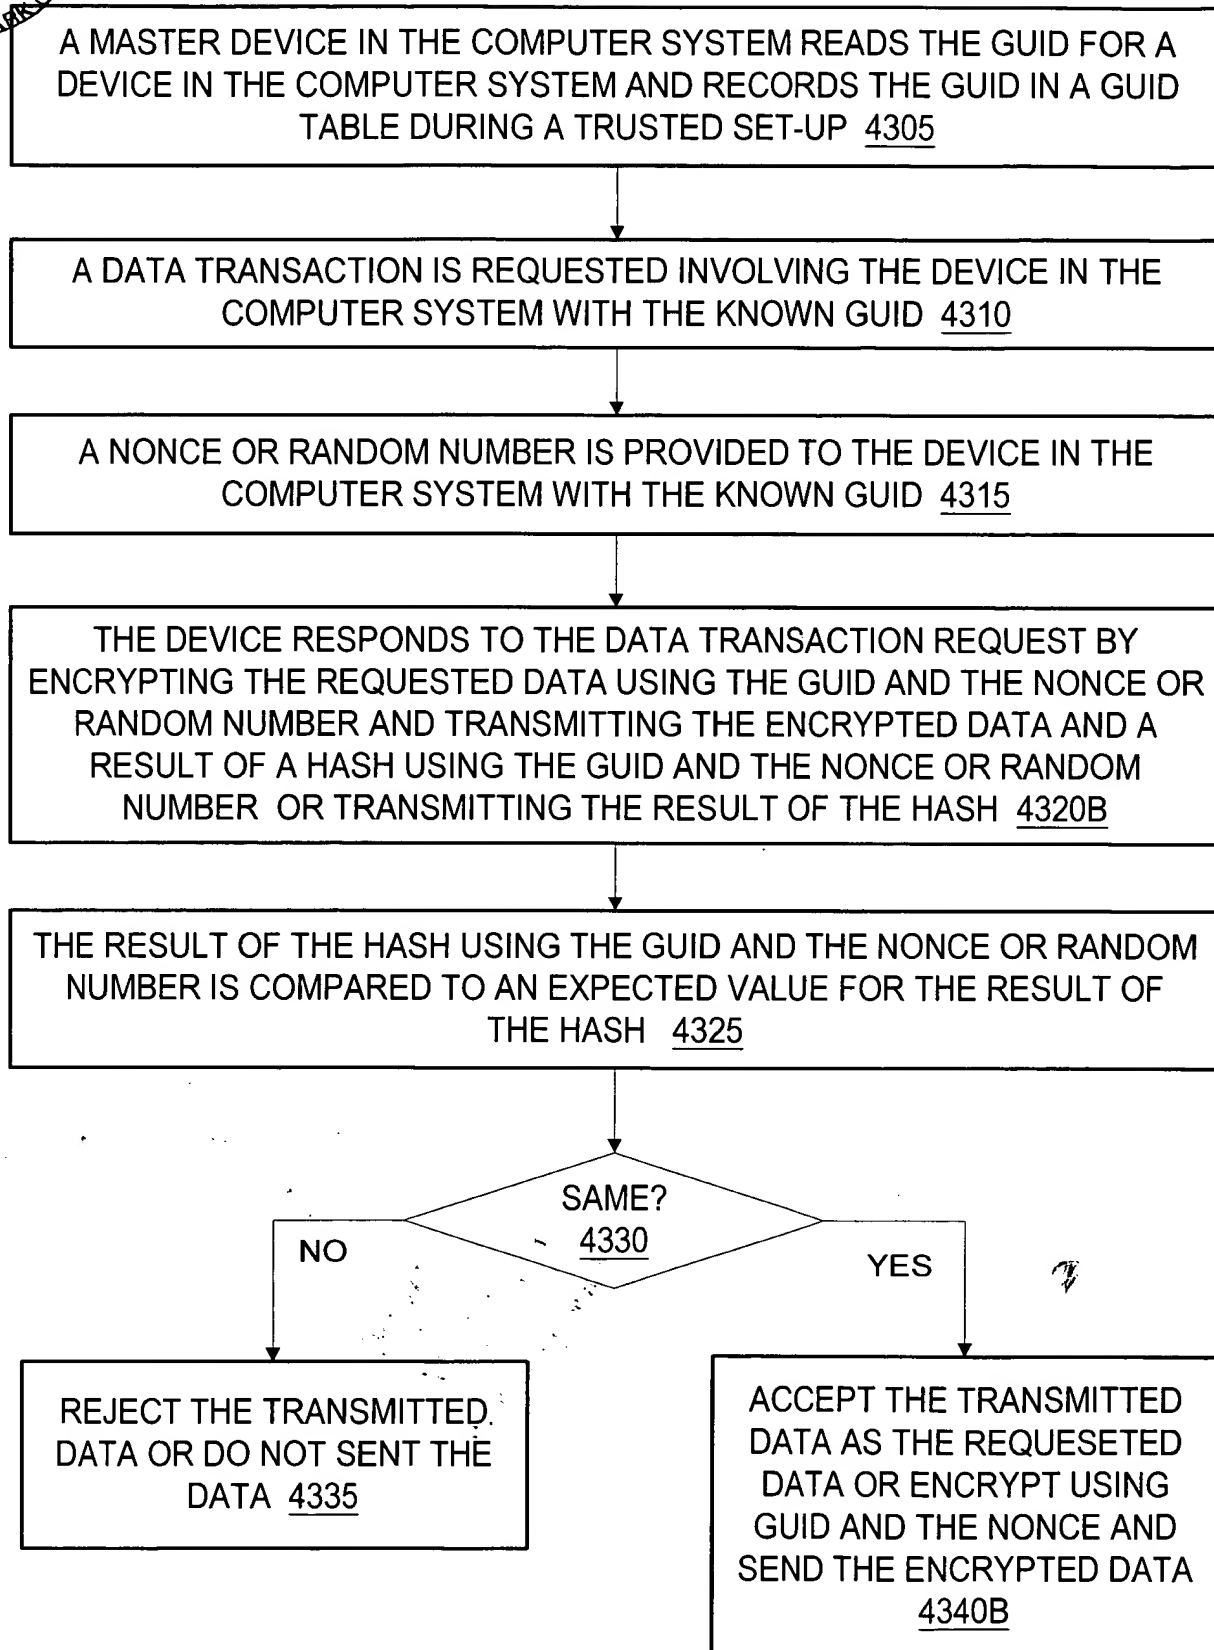 A MASTER DEVICE IN THE COMPUTER SYSTEM READS THE GUID FOR A
DEVICE IN THE COMPUTER SYSTEM AND RECORDS THE GUID IN A GUID
TABLE DURING A TRUSTED SET-UP 4305
A DATA TRANSACTION IS REQUESTED INVOLVING THE DEVICE IN THE
COMPUTER SYSTEM WITH THE KNOWN GUID 4310
A NONCE OR RANDOM NUMBER IS PROVIDED TO THE DEVICE IN THE
COMPUTER SYSTEM WITH THE KNOWN GUID 4315
THE DEVICE RESPONDS TO THE DATA TRANSACTION REQUEST BY
ENCRYPTING THE REQUESTED DATA USING THE GUID AND THE NONCE OR
RANDOM NUMBER AND TRANSMITTING THE ENCRYPTED DATA AND A
RESULT OF A HASH USING THE GUID AND THE NONCE OR RANDOM
NUMBER OR TRANSMITTING THE RESULT OF THE HASH 4320B
THE RESULT OF THE HASH USING THE GUID AND THE NONCE OR RANDOM
NUMBER IS COMPARED TO AN EXPECTED VALUE FOR THE RESULT OF
THE HASH 4325
SAME?
4330
NO
YES
REJECT THE TRANSMITTED
DATA OR DO NOT SENT THE
DATA 4335
ACCEPT THE TRANSMITTED
DATA AS THE REQUESETED
DATA OR ENCRYPT USING
GUID AND THE NONCE AND
SEND THE ENCRYPTED DATA
4340B